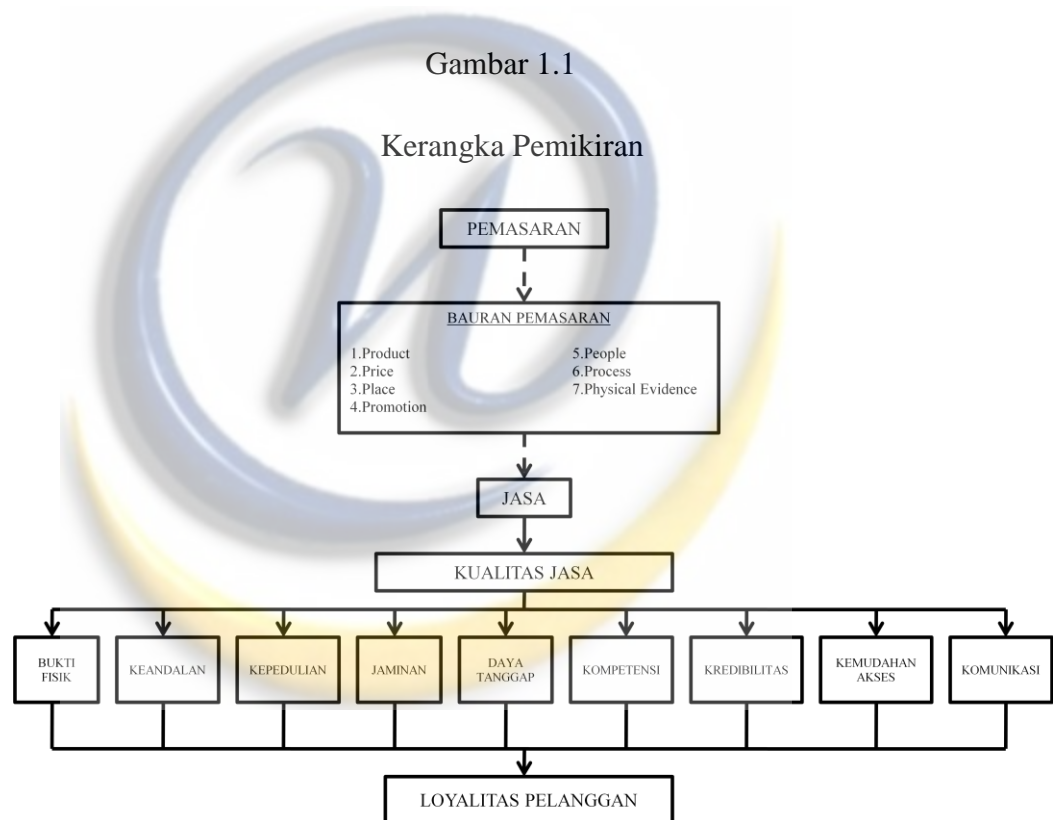 Gambar 1.1
Kerangka Pemikiran
PEMASARAN
BAURAN PEMASARAN
1.Product
2.Price
3.Place
4.Promotion
5.People
6.Process
7.Physical Evidence
JASA
KUALITAS JASA
BUKTI
FISIK
KEANDALAN
KEPEDULIAN
JAMINAN
DAYA
TANGGAP
KOMPETENSI
KREDIBILITAS
KEMUDAHAN
AKSES
KOMUNIKASI
LOYALITAS PELANGGAN